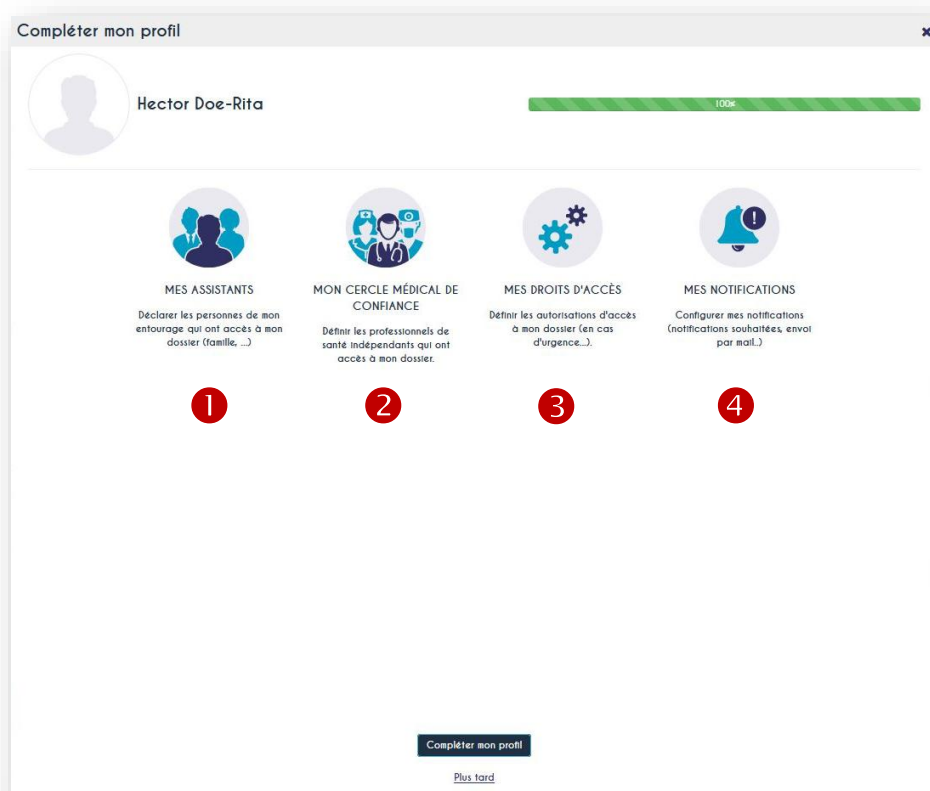 Compléter mon profil
Hector Doe-Rita
100%
MES ASSISTANTS
Déclarer les personnes de mon
entourage qui ont accès à mon
dossier (famille, ...)
1
MON CERCLE MÉDICAL DE
CONFIANCE
Définir les professionnels de
santé indépendants qui ont
accès à mon dossier.
2
MES DROITS D'ACCÈS
Définir les autorisations d'accès
à mon dossier (en cas
d'urgence...).
3
MES NOTIFICATIONS
Configurer mes notifications
(notifications souhaitées, envoi
par mail..)
4
Compléter mon profil
Plus tard